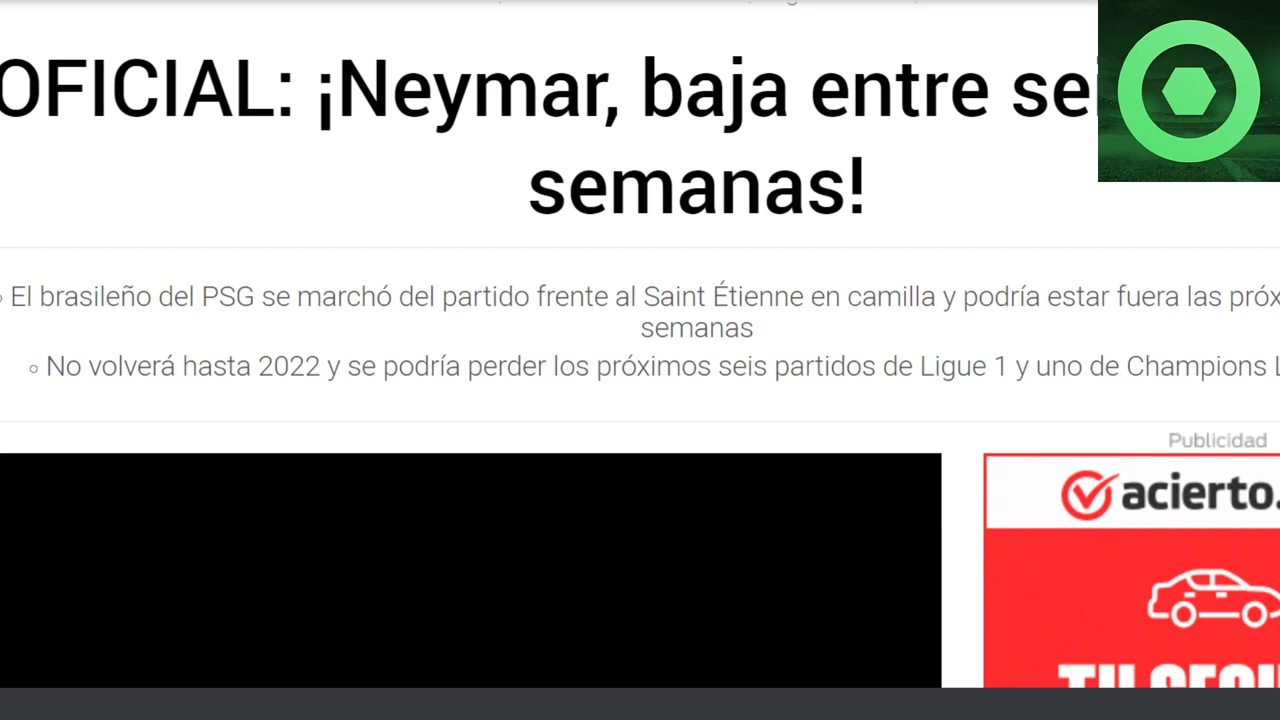 OFICIAL: ¡Neymar, baja entre
semanas!
El brasileño del PSG se marchó del partido frente al Saint Étienne en camilla y podría estar fuera las
semanas
No volverá hasta 2022 y se podría perder los próximos seis partidos de Ligue 1 y uno de Champions
Publicidad
acierto.
TU